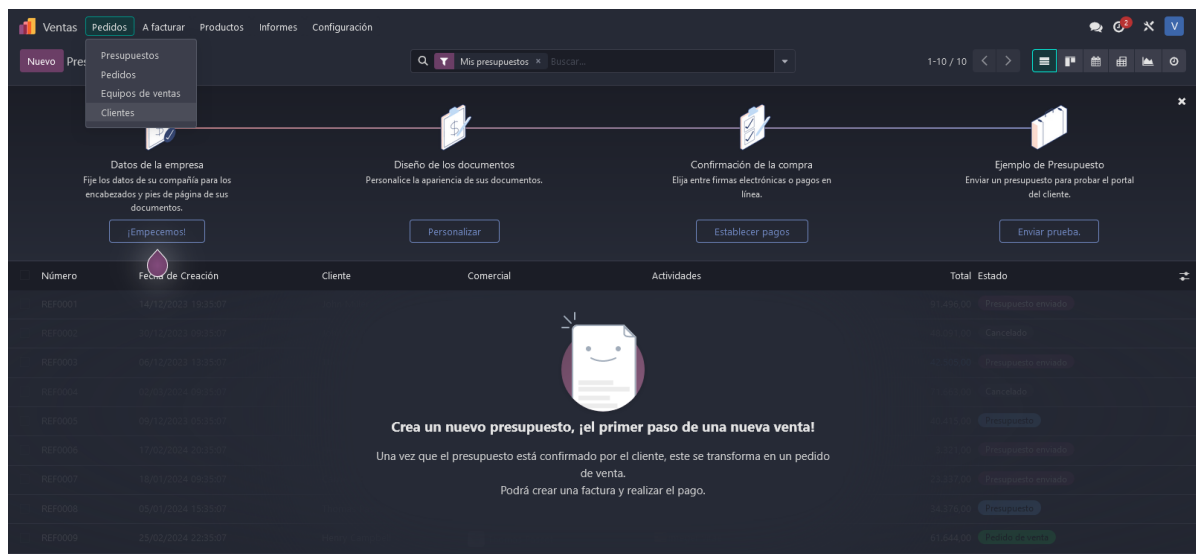 Ventas Pedidos A facturar Productos Informes Configuración 2 V
Nuevo Pres Mis presupuestos × Buscar... 1-10 / 10
Presupuestos
Pedidos
Equipos de ventas
Clientes
Datos de la empresa
Fije los datos de su compañía para los
encabezados y pies de página de sus
documentos.
¡Empecemos!
Diseño de los documentos
Personalice la apariencia de sus documentos.
Personalizar
Confirmación de la compra
Elija entre firmas electrónicas o pagos en
línea.
Establecer pagos
Ejemplo de Presupuesto
Enviar un presupuesto para probar el portal
del cliente.
Enviar prueba.
Número Fecha de Creación Cliente Comercial Actividades Total Estado
REF0001 Presupuesto enviado
REF0002 Cancelado
REF0003 Presupuesto enviado
REF0004 Cancelado
REF0005 Presupuesto
REF0006 Presupuesto enviado
REF0007 Presupuesto enviado
REF0008 05/01/2024 15:35:07 Presupuesto
REF0009 25/02/2024 22:35:07 Pedido de venta
Crea un nuevo presupuesto, ¡el primer paso de una nueva venta!
Una vez que el presupuesto está confirmado por el cliente, este se transforma en un pedido
de venta.
Podrá crear una factura y realizar el pago.